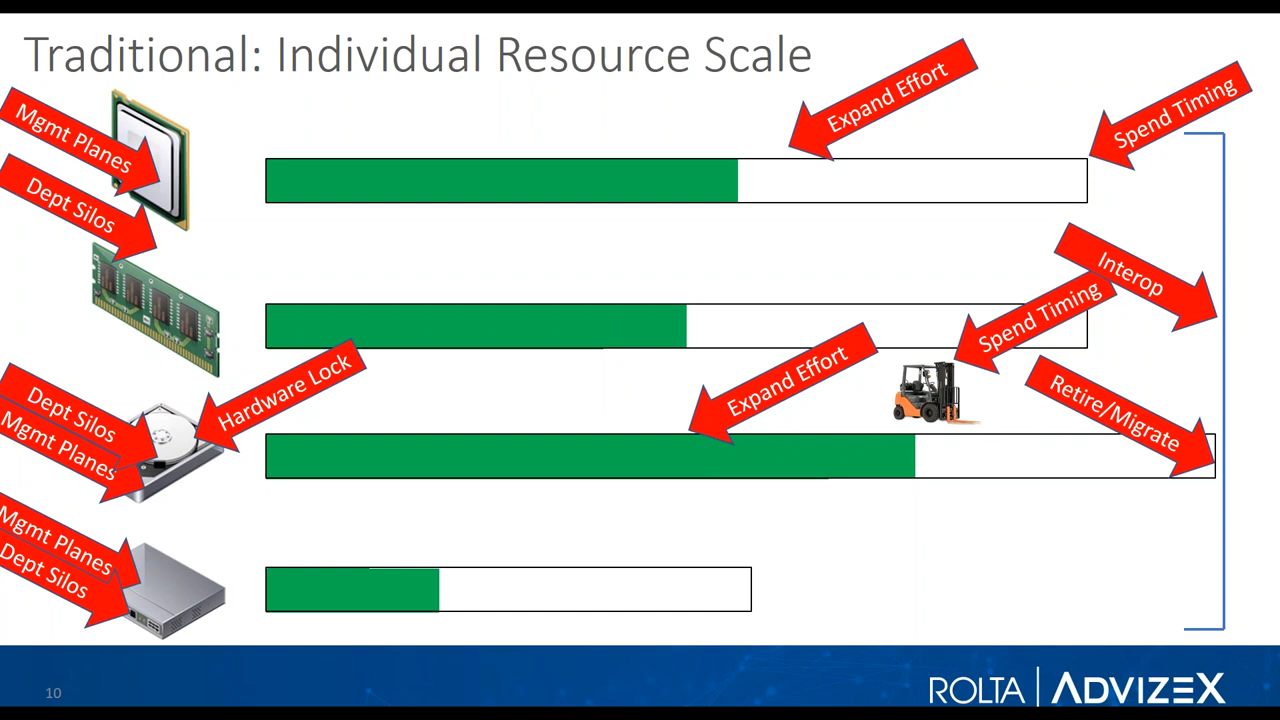 Traditional: Individual Resource Scale
Expand Effort
Spend Timing
Mgmt Planes
Dept Silos
Interop
Spend Timing
Hardware Lock
Expand Effort
Retire/Migrate
Dept Silos
Mgmt Planes
Mgmt Planes
Dept Silos
10
ROLTA | ADVIZEX